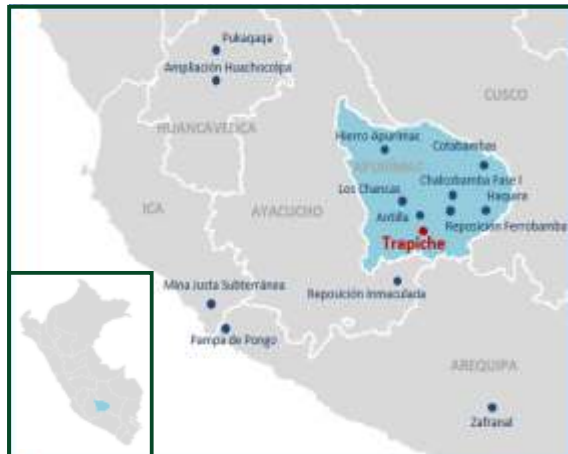 Pukaqaqa
Ampliación Huachocolpa
CUSCO
HUANCAVELICA
Hierro Apurímac
Cotabambas
APURÍMAC
Chalcobamba Fase I
Los Chancas
Haquira
ICA
AYACUCHO
Antilla
Reposición Ferrobamba
Trapiche
Mina Justa Subterránea
Reposición Inmaculada
Pampa de Pongo
AREQUIPA
Zafranal